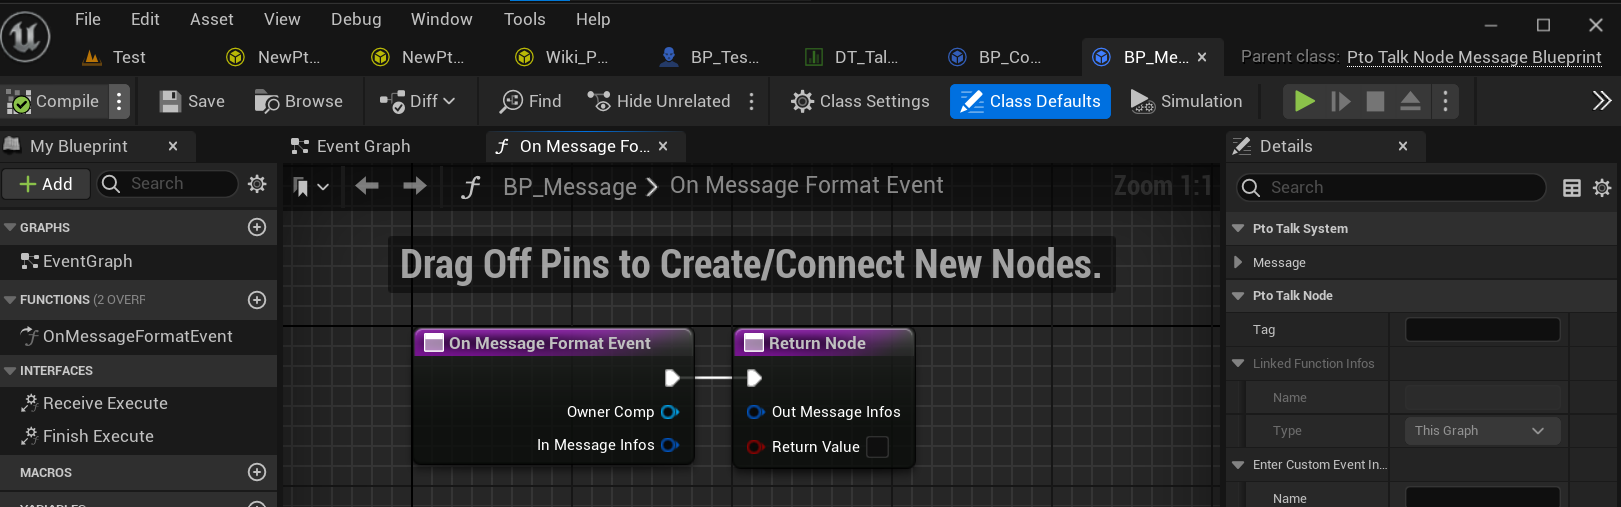 File Edit Asset View Debug Window Tools Help
Test NewPt... NewPt... Wiki_P... BP_Tes... DT_Tal... BP_Co... BP_Me... Parent class: Pto Talk Node Message Blueprint
Compile Save Browse Diff Find Hide Unrelated Class Settings Class Defaults Simulation
My Blueprint Event Graph On Message Fo... Details
Add Search BP_Message On Message Format Event Zoom 1:1 Search
GRAPHS
EventGraph
FUNCTIONS (2 OVERR
OnMessageFormatEvent
INTERFACES
Receive Execute
Finish Execute
MACROS
Drag Off Pins to Create/Connect New Nodes.
On Message Format Event
Owner Comp
In Message Infos
Return Node
Out Message Infos
Return Value
Pto Talk System
Message
Pto Talk Node
Tag
Linked Function Infos
Name
Type This Graph
Enter Custom Event In...
Name